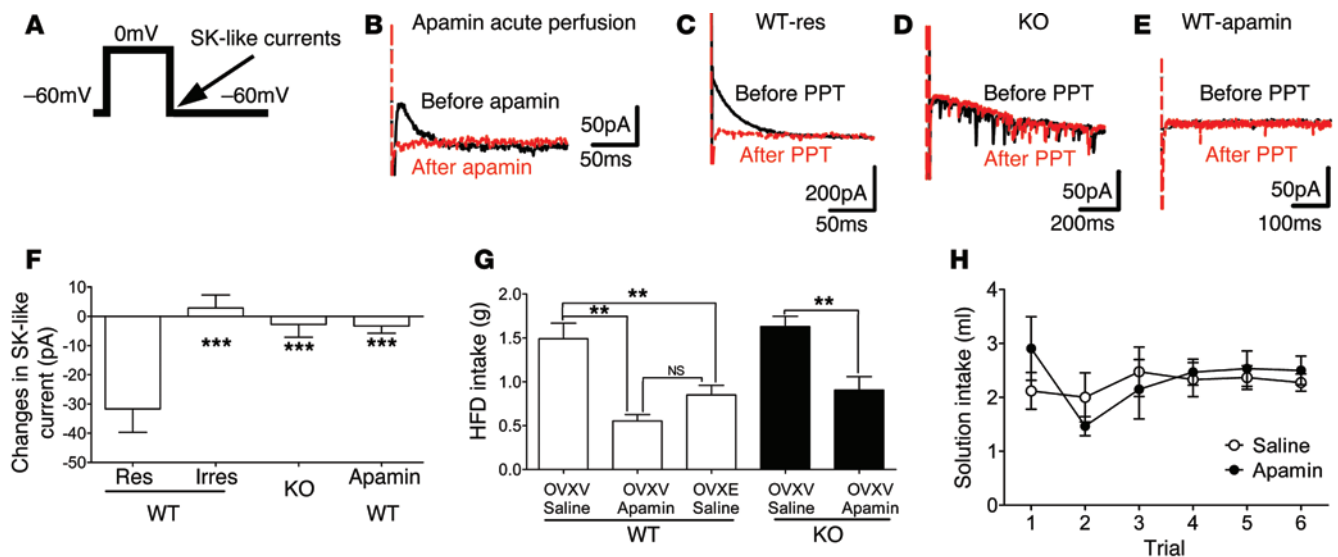 A
0mV
SK-like currents
–60mV
–60mV
B
Apamin acute perfusion
Before apamin
After apamin
50pA
50ms
C
WT-res
Before PPT
After PPT
200pA
50ms
D
KO
Before PPT
After PPT
50pA
200ms
E
WT-apamin
Before PPT
After PPT
50pA
100ms
F
Changes in SK-like
current (pA)
10
0
-10
-20
-30
-40
-50
***
***
***
Res
Irres
KO
Apamin
WT
WT
G
HFD intake (g)
2.0
1.5
1.0
0.5
0.0
**
**
NS
**
OVXV
Saline
OVXV
Apamin
OVXE
Saline
OVXV
Saline
OVXV
Apamin
WT
KO
H
Solution intake (ml)
4
3
2
1
0
Saline
Apamin
1 2 3 4 5 6
Trial